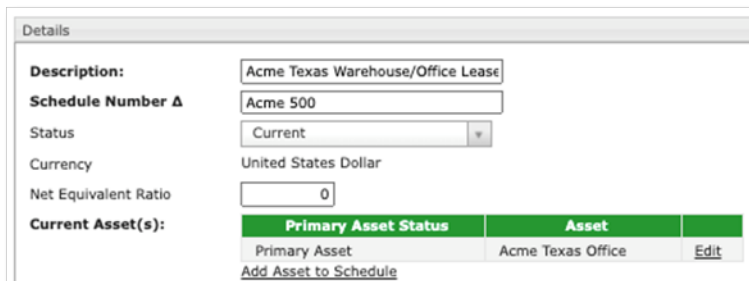 Details
Description: Acme Texas Warehouse/Office Lease
Schedule Number Δ Acme 500
Status Current
Currency United States Dollar
Net Equivalent Ratio 0
Current Asset(s): Primary Asset Status Asset
Primary Asset Acme Texas Office Edit
Add Asset to Schedule